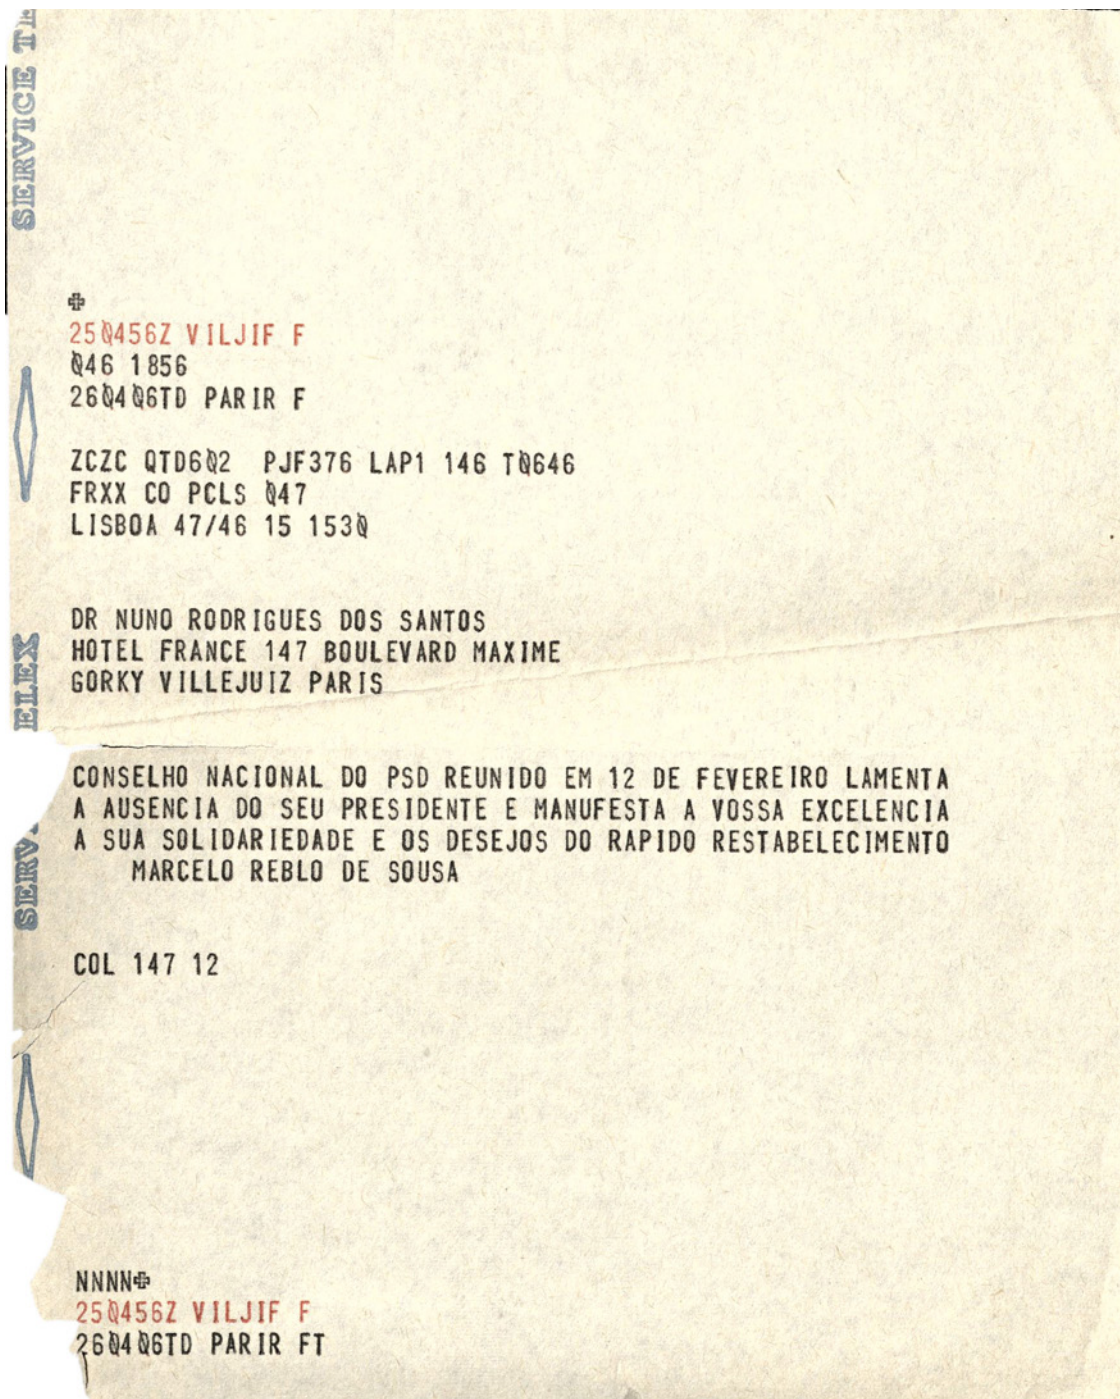 SERVICE TE
✠
250456Z VILJIF F
046 1856
260406TD PARIR F
ZCZC QTD602 PJF376 LAP1 146 T0646
FRXX CO PCLS 047
LISBOA 47/46 15 1530
DR NUNO RODRIGUES DOS SANTOS
HOTEL FRANCE 147 BOULEVARD MAXIME
GORKY VILLEJUIZ PARIS
ELEX
CONSELHO NACIONAL DO PSD REUNIDO EM 12 DE FEVEREIRO LAMENTA
A AUSENCIA DO SEU PRESIDENTE E MANUFESTA A VOSSA EXCELENCIA
A SUA SOLIDARIEDADE E OS DESEJOS DO RAPIDO RESTABELECIMENTO
MARCELO REBLO DE SOUSA
SERV
COL 147 12
NNNN✠
250456Z VILJIF F
260406TD PARIR FT